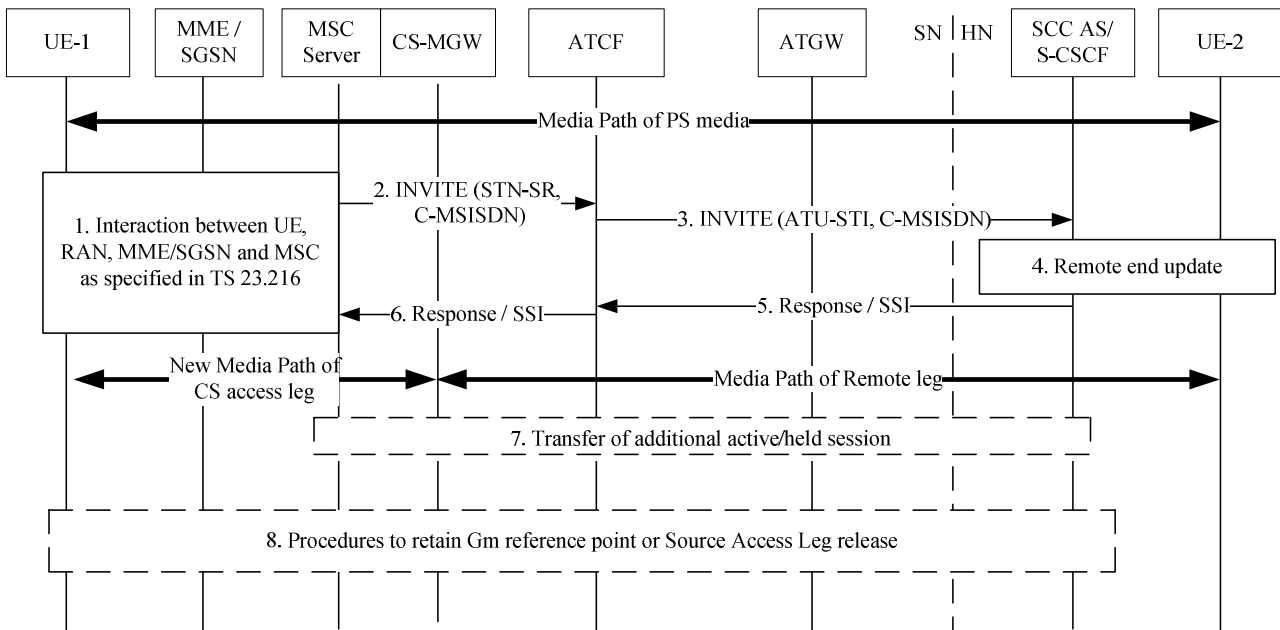 UE-1
MME /
SGSN
MSC
Server
CS-MGW
ATCF
ATGW
SN
HN
SCC AS/
S-CSCF
UE-2
Media Path of PS media
1. Interaction between UE,
RAN, MME/SGSN and MSC
as specified in TS 23.216
2. INVITE (STN-SR,
C-MSISDN)
3. INVITE (ATU-STI, C-MSISDN)
4. Remote end update
5. Response / SSI
6. Response / SSI
New Media Path of
CS access leg
Media Path of Remote leg
7. Transfer of additional active/held session
8. Procedures to retain Gm reference point or Source Access Leg release